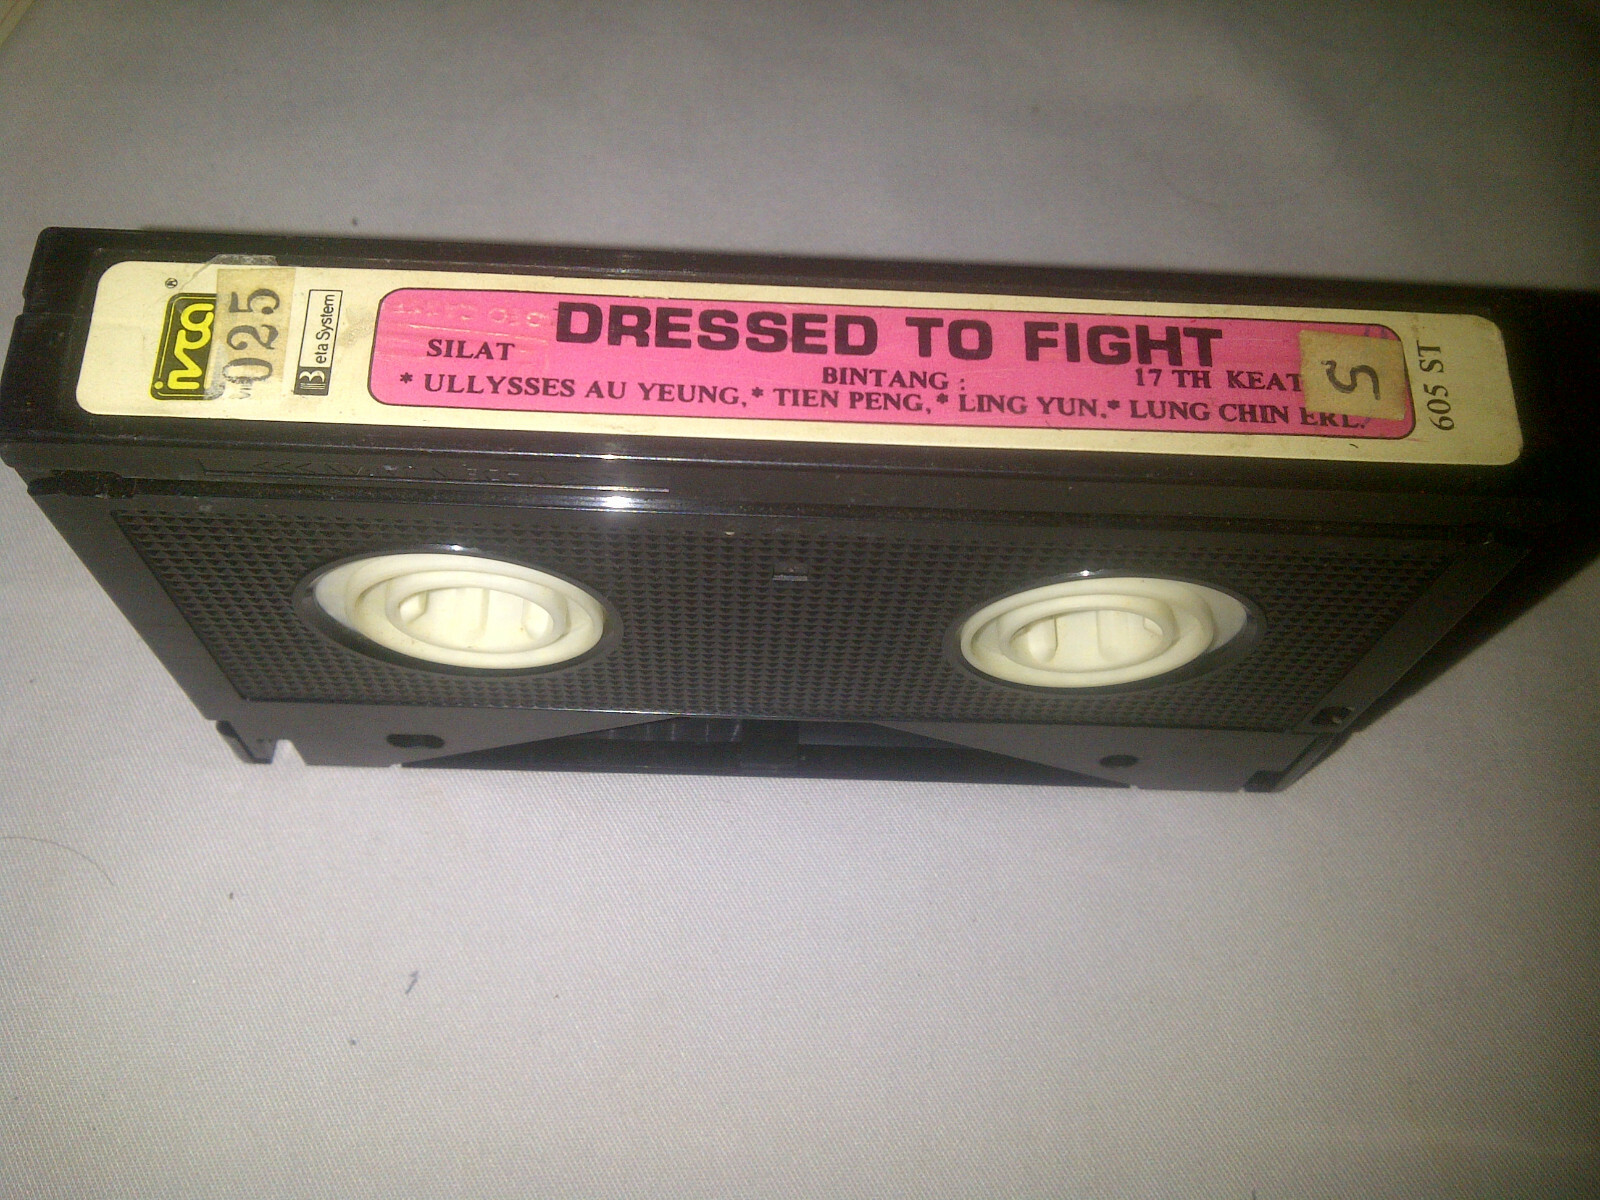 ivca ®
025
Beta System
DRESSED TO FIGHT
SILAT
BINTANG :
17 TH KEAT
* ULLYSSES AU YEUNG,* TIEN PENG,* LING YUN.* LUNG CHIN ERL.
S
605 ST